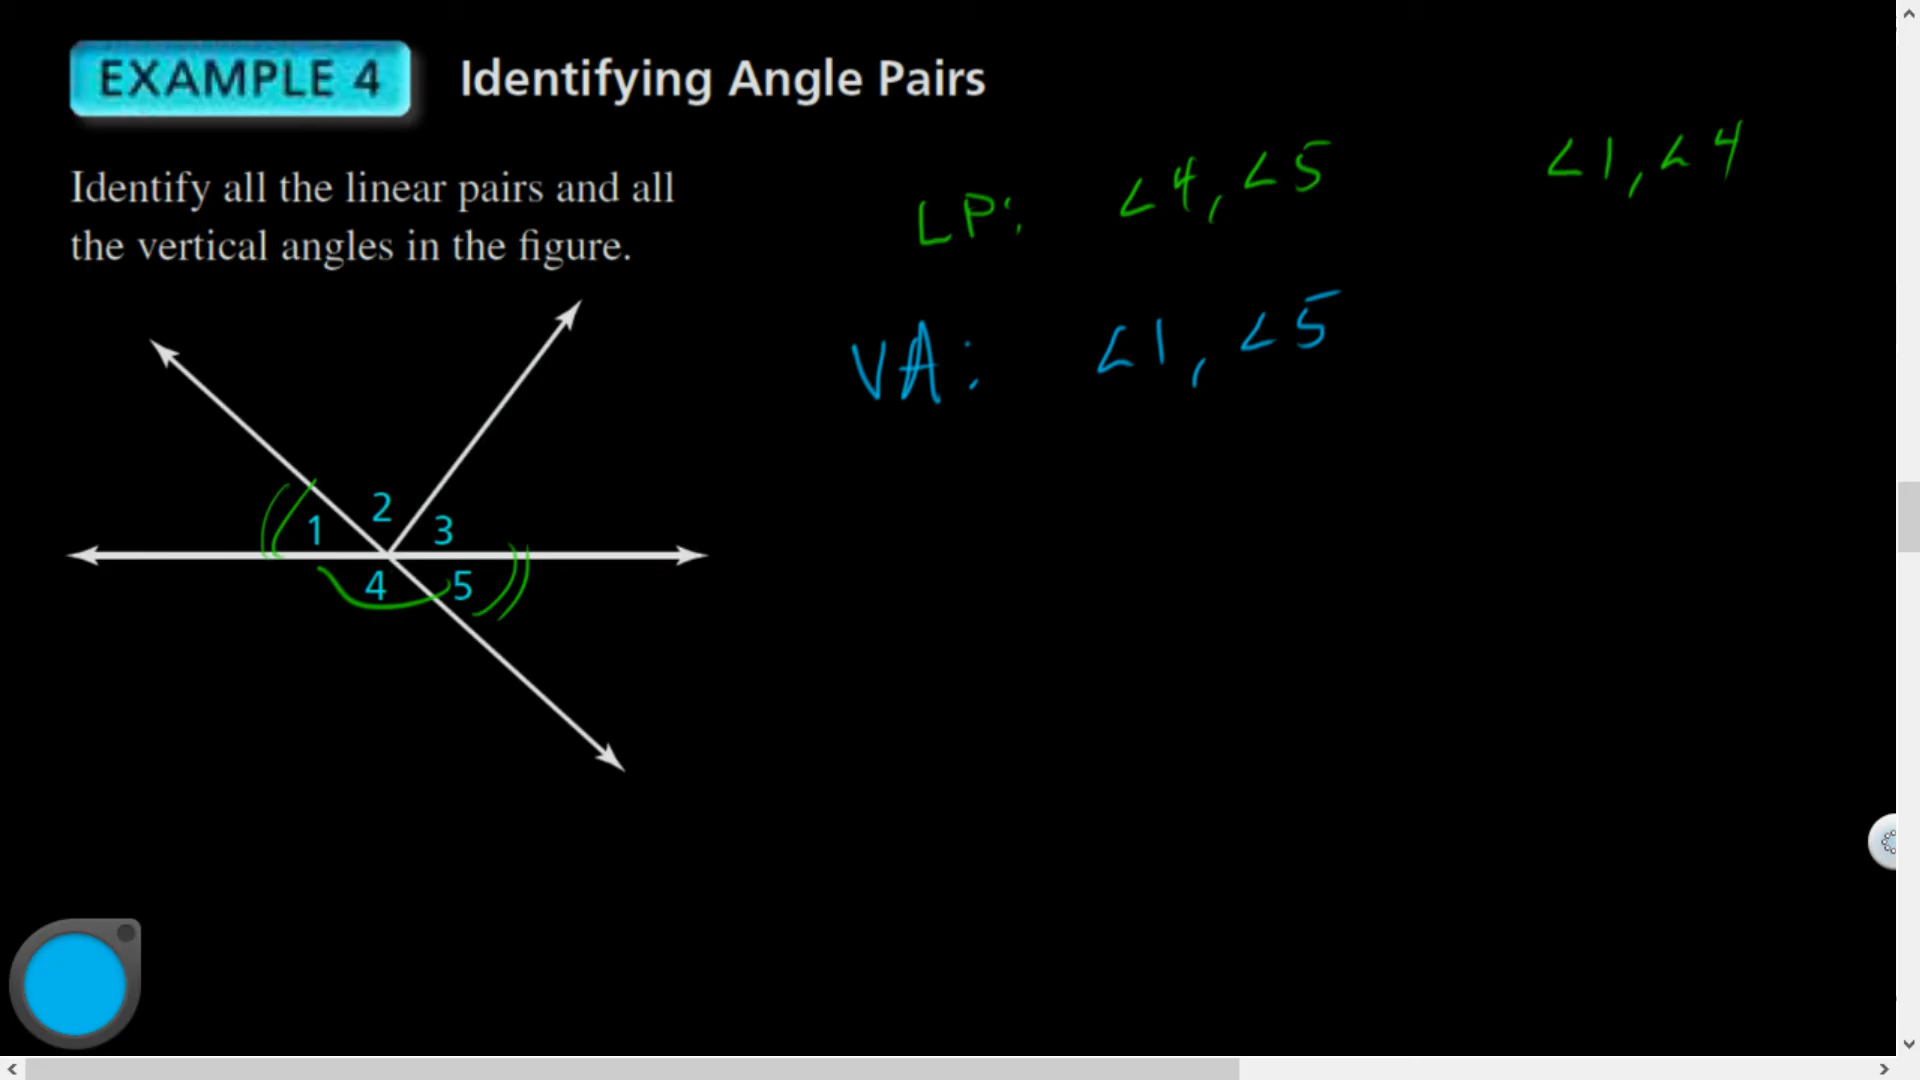 EXAMPLE 4 Identifying Angle Pairs
Identify all the linear pairs and all
the vertical angles in the figure.
LP: ∠4, ∠5 ∠1, ∠4
VA: ∠1, ∠5
2
1 3
4 5